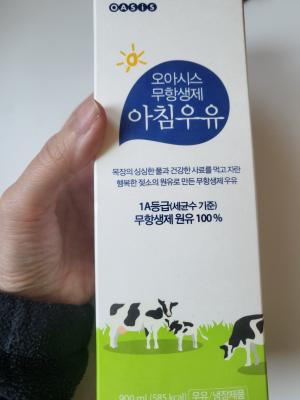 OASIS
오아시스
무항생제
아침우유
목장의 싱싱한 풀과 건강한 사료를 먹고 자란
행복한 젖소의 원유로 만든 무항생제 우유
1A등급(세균수 기준)
무항생제 원유 100%
900 ml (585 kcal) 우유/냉장제품